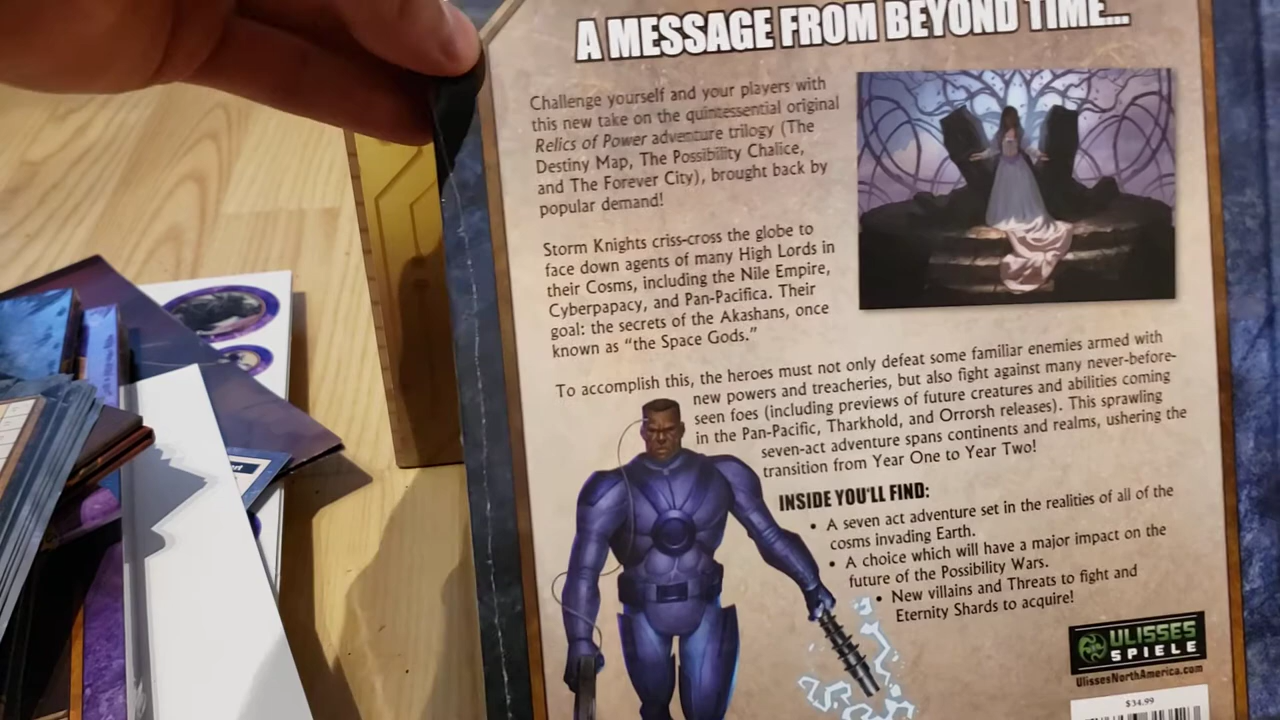 A MESSAGE FROM BEYOND TIME...
Challenge yourself and your players with
this new take on the quintessential original
Relics of Power adventure trilogy (The
Destiny Map, The Possibility Chalice,
and The Forever City), brought back by
popular demand!
Storm Knights criss-cross the globe to
face down agents of many High Lords in
their Cosms, including the Nile Empire,
Cyberpapacy, and Pan-Pacifica. Their
goal: the secrets of the Akashans, once
known as “the Space Gods.”
To accomplish this, the heroes must not only defeat some familiar enemies armed with
new powers and treacheries, but also fight against many never-before-
seen foes (including previews of future creatures and abilities coming
in the Pan-Pacific, Tharkhold, and Orrorsh releases). This sprawling
seven-act adventure spans continents and realms, ushering the
transition from Year One to Year Two!
INSIDE YOU'LL FIND:
• A seven act adventure set in the realities of all of the
cosms invading Earth.
• A choice which will have a major impact on the
future of the Possibility Wars.
• New villains and Threats to fight and
Eternity Shards to acquire!
ULISSES
SPIELE
UlissesNorthAmerica.com
$34.99